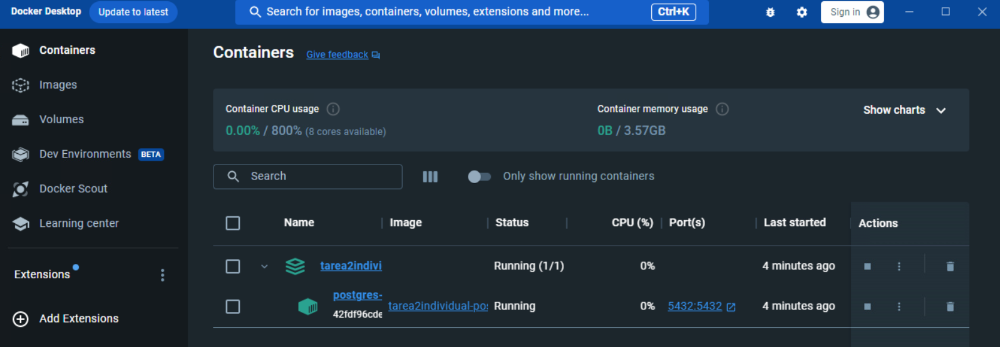 Docker Desktop Update to latest Search for images, containers, volumes, extensions and more... Ctrl+K Sign in
Containers
Images
Volumes
Dev Environments BETA
Docker Scout
Learning center
Extensions
Add Extensions
Containers Give feedback
Container CPU usage
0.00% / 800% (8 cores available)
Container memory usage
0B / 3.57GB
Show charts
Search
Only show running containers
Name Image Status CPU (%) Port(s) Last started Actions
tarea2indivi Running (1/1) 0% 4 minutes ago
postgres-
42fdf96cde
tarea2individual-po Running 0% 5432:5432 4 minutes ago